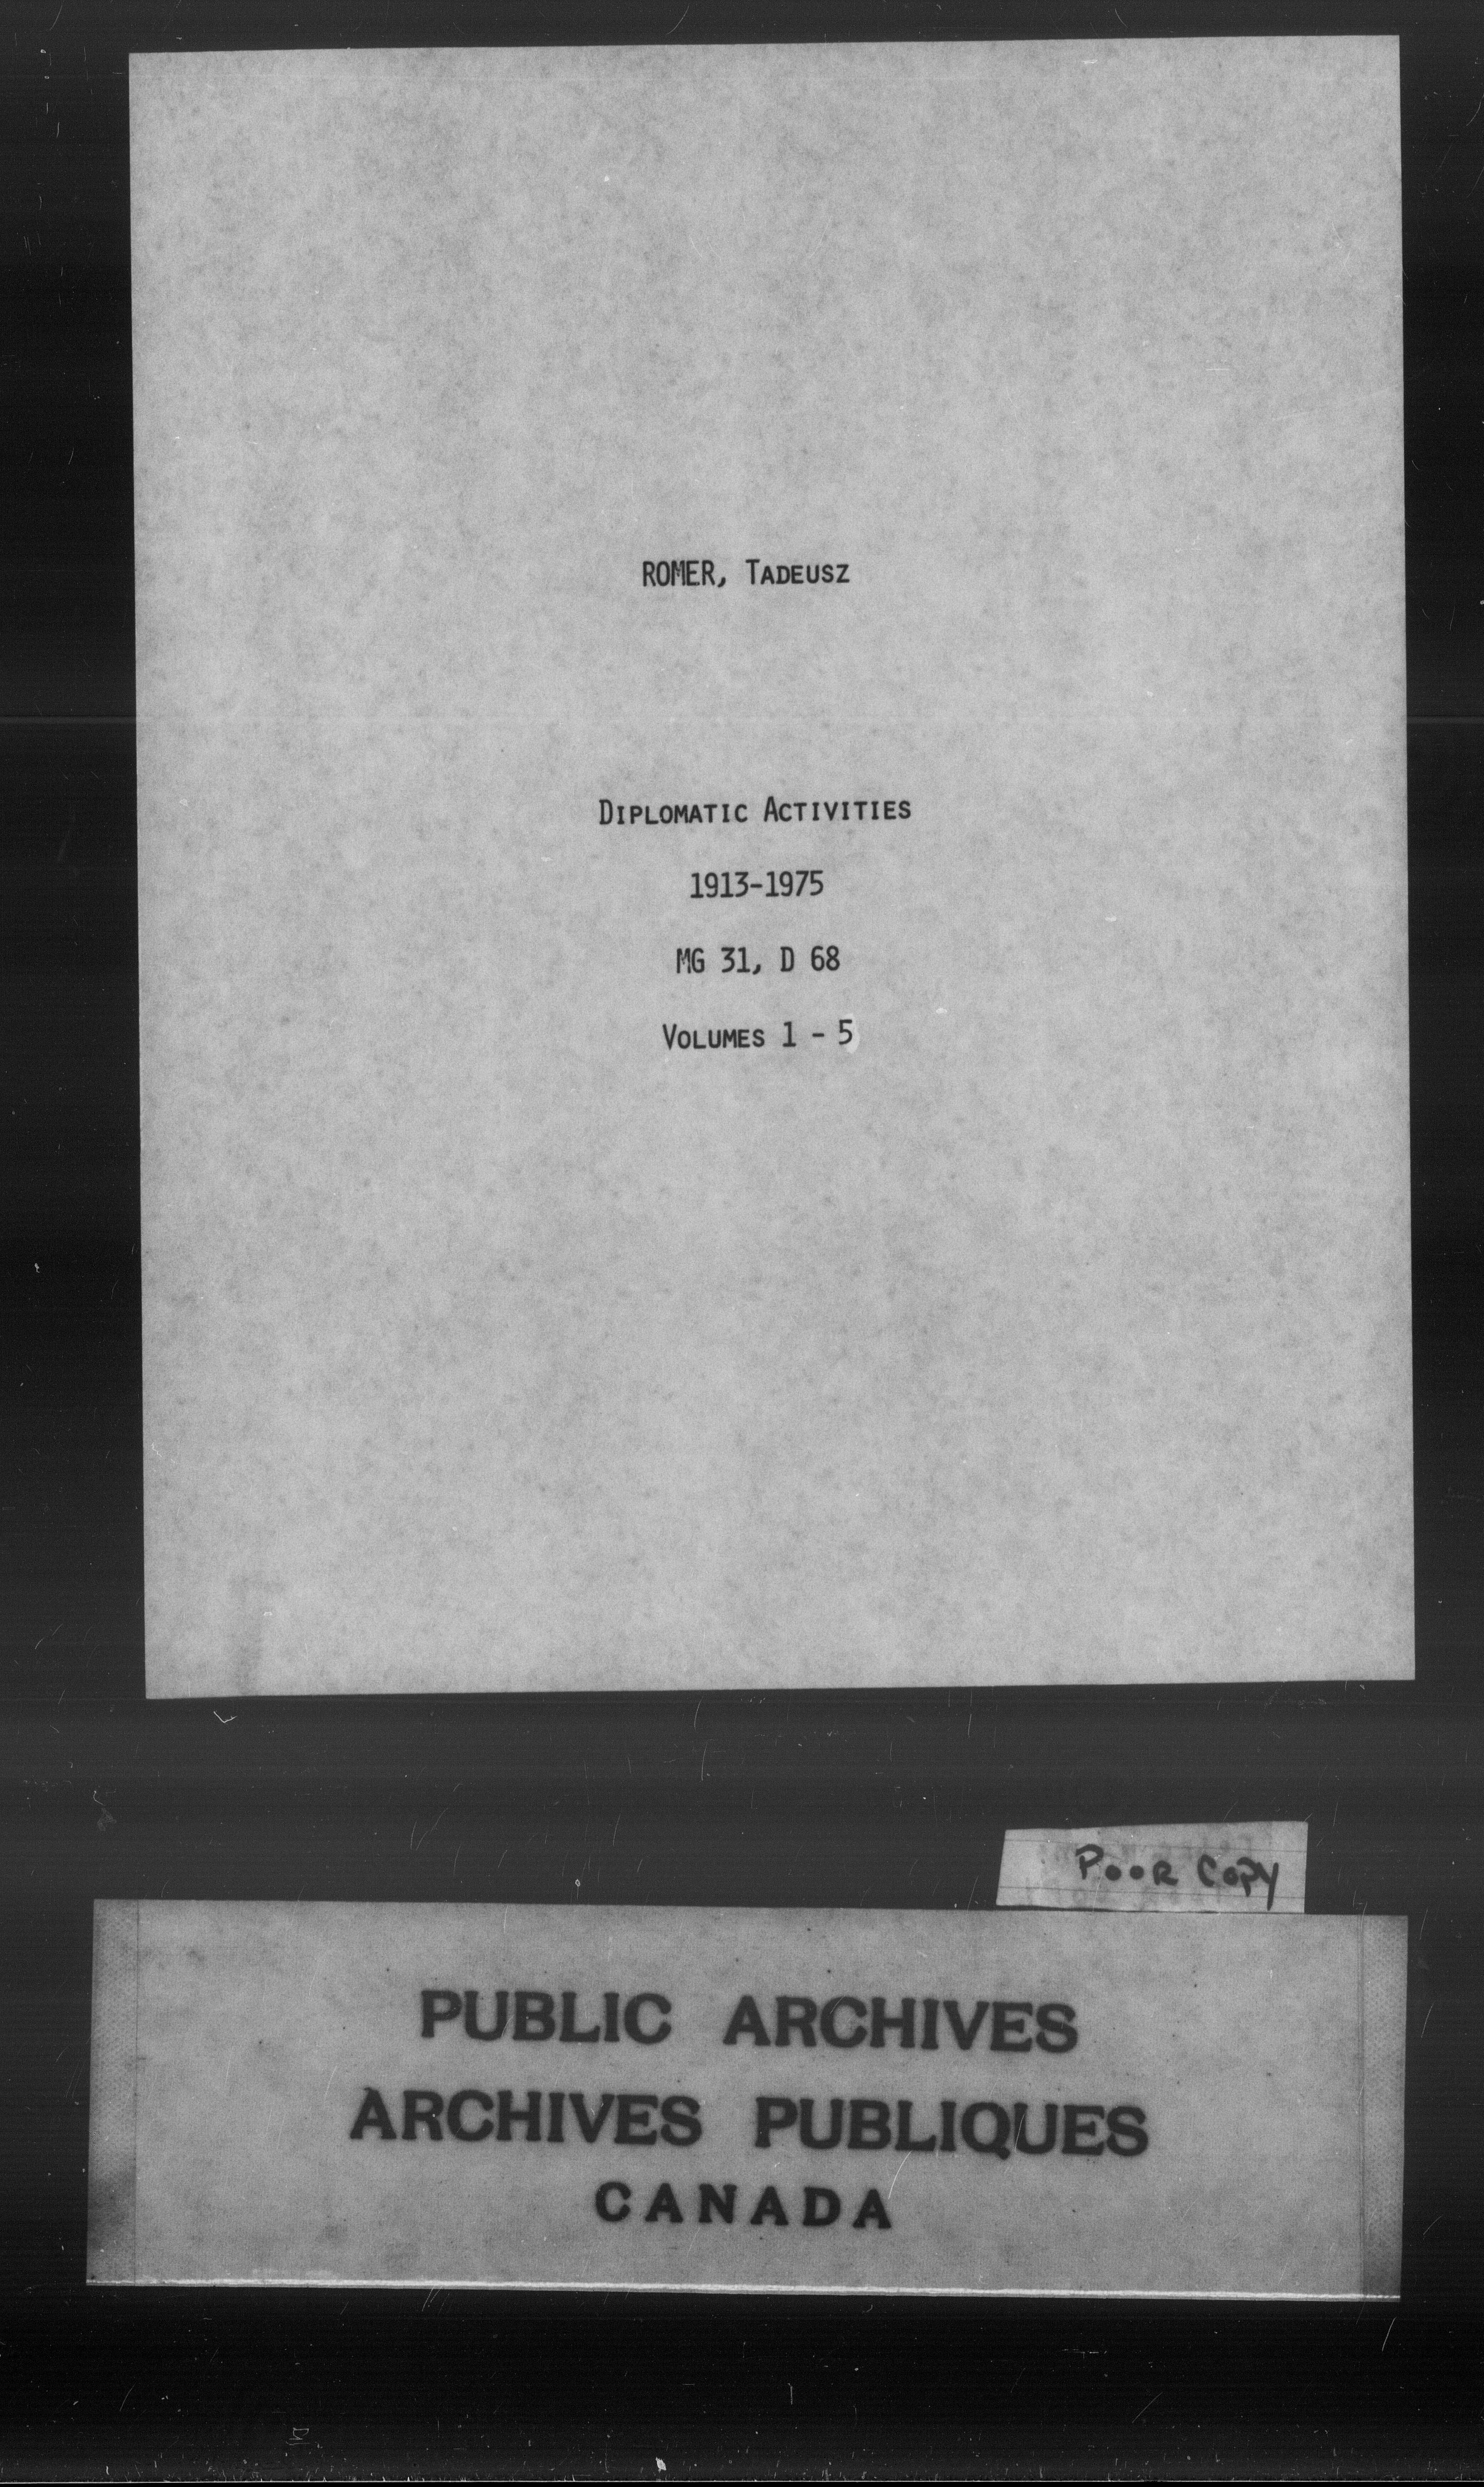 ROMER, TADEUSZ
DIPLOMATIC ACTIVITIES
1913-1975
MG 31, D 68
VOLUMES 1 - 5
POOR COPY
PUBLIC ARCHIVES
ARCHIVES PUBLIQUES
CANADA